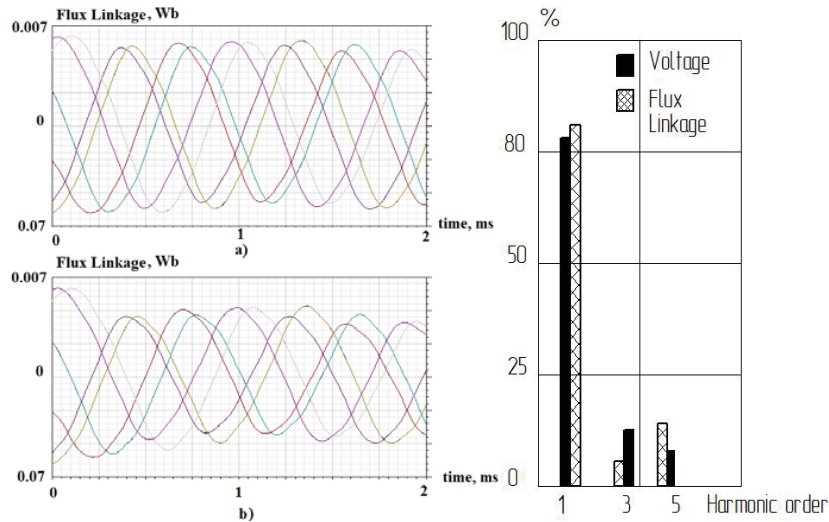 Flux Linkage, Wb
0.007
0
0.07
0
1
2
time, ms
a)
Flux Linkage, Wb
0.007
0
0.07
0
1
2
time, ms
b)
100
%
Voltage
Flux
Linkage
80
50
25
0
1 3 5 Harmonic order